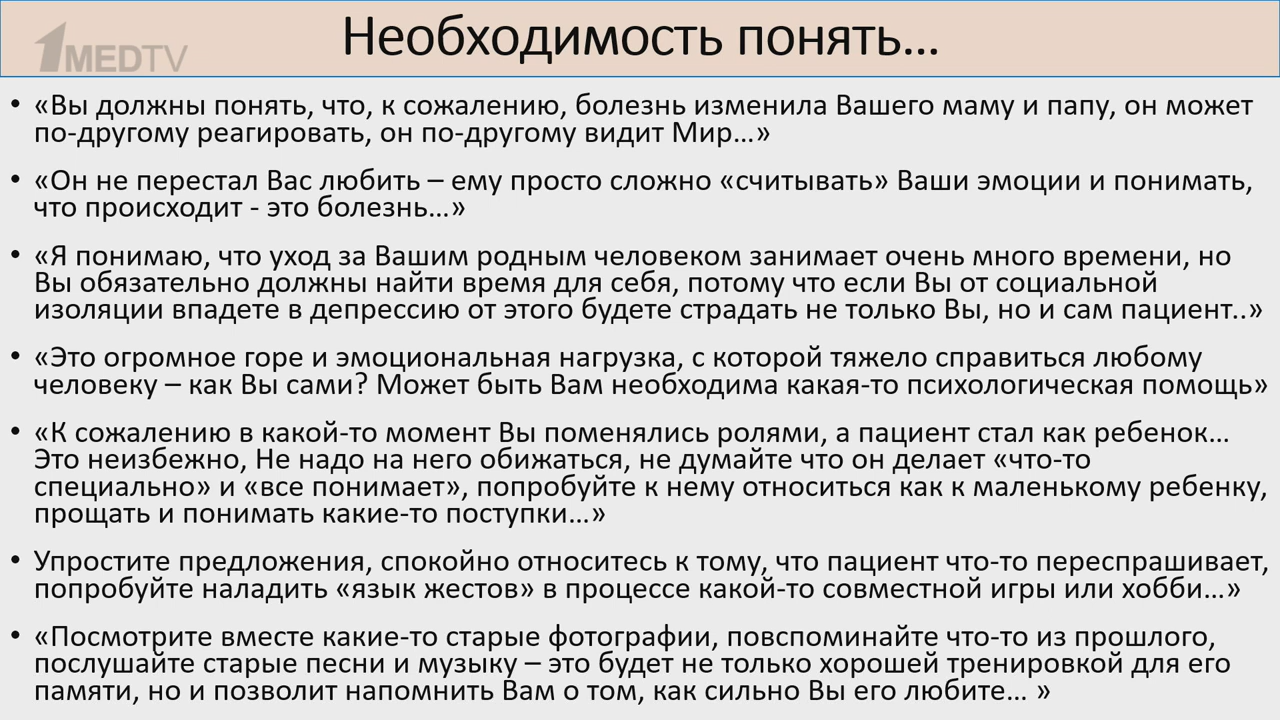 1MEDTV
Необходимость понять...
• «Вы должны понять, что, к сожалению, болезнь изменила Вашего маму и папу, он может
по-другому реагировать, он по-другому видит Мир...»
• «Он не перестал Вас любить – ему просто сложно «считывать» Ваши эмоции и понимать,
что происходит - это болезнь...»
• «Я понимаю, что уход за Вашим родным человеком занимает очень много времени, но
Вы обязательно должны найти время для себя, потому что если Вы от социальной
изоляции впадете в депрессию от этого будете страдать не только Вы, но и сам пациент..»
• «Это огромное горе и эмоциональная нагрузка, с которой тяжело справиться любому
человеку – как Вы сами? Может быть Вам необходима какая-то психологическая помощь»
• «К сожалению в какой-то момент Вы поменялись ролями, а пациент стал как ребенок...
Это неизбежно, Не надо на него обижаться, не думайте что он делает «что-то
специально» и «все понимает», попробуйте к нему относиться как к маленькому ребенку,
прощать и понимать какие-то поступки...»
• Упростите предложения, спокойно относитесь к тому, что пациент что-то переспрашивает,
попробуйте наладить «язык жестов» в процессе какой-то совместной игры или хобби...»
• «Посмотрите вместе какие-то старые фотографии, повспоминайте что-то из прошлого,
послушайте старые песни и музыку – это будет не только хорошей тренировкой для его
памяти, но и позволит напомнить Вам о том, как сильно Вы его любите... »